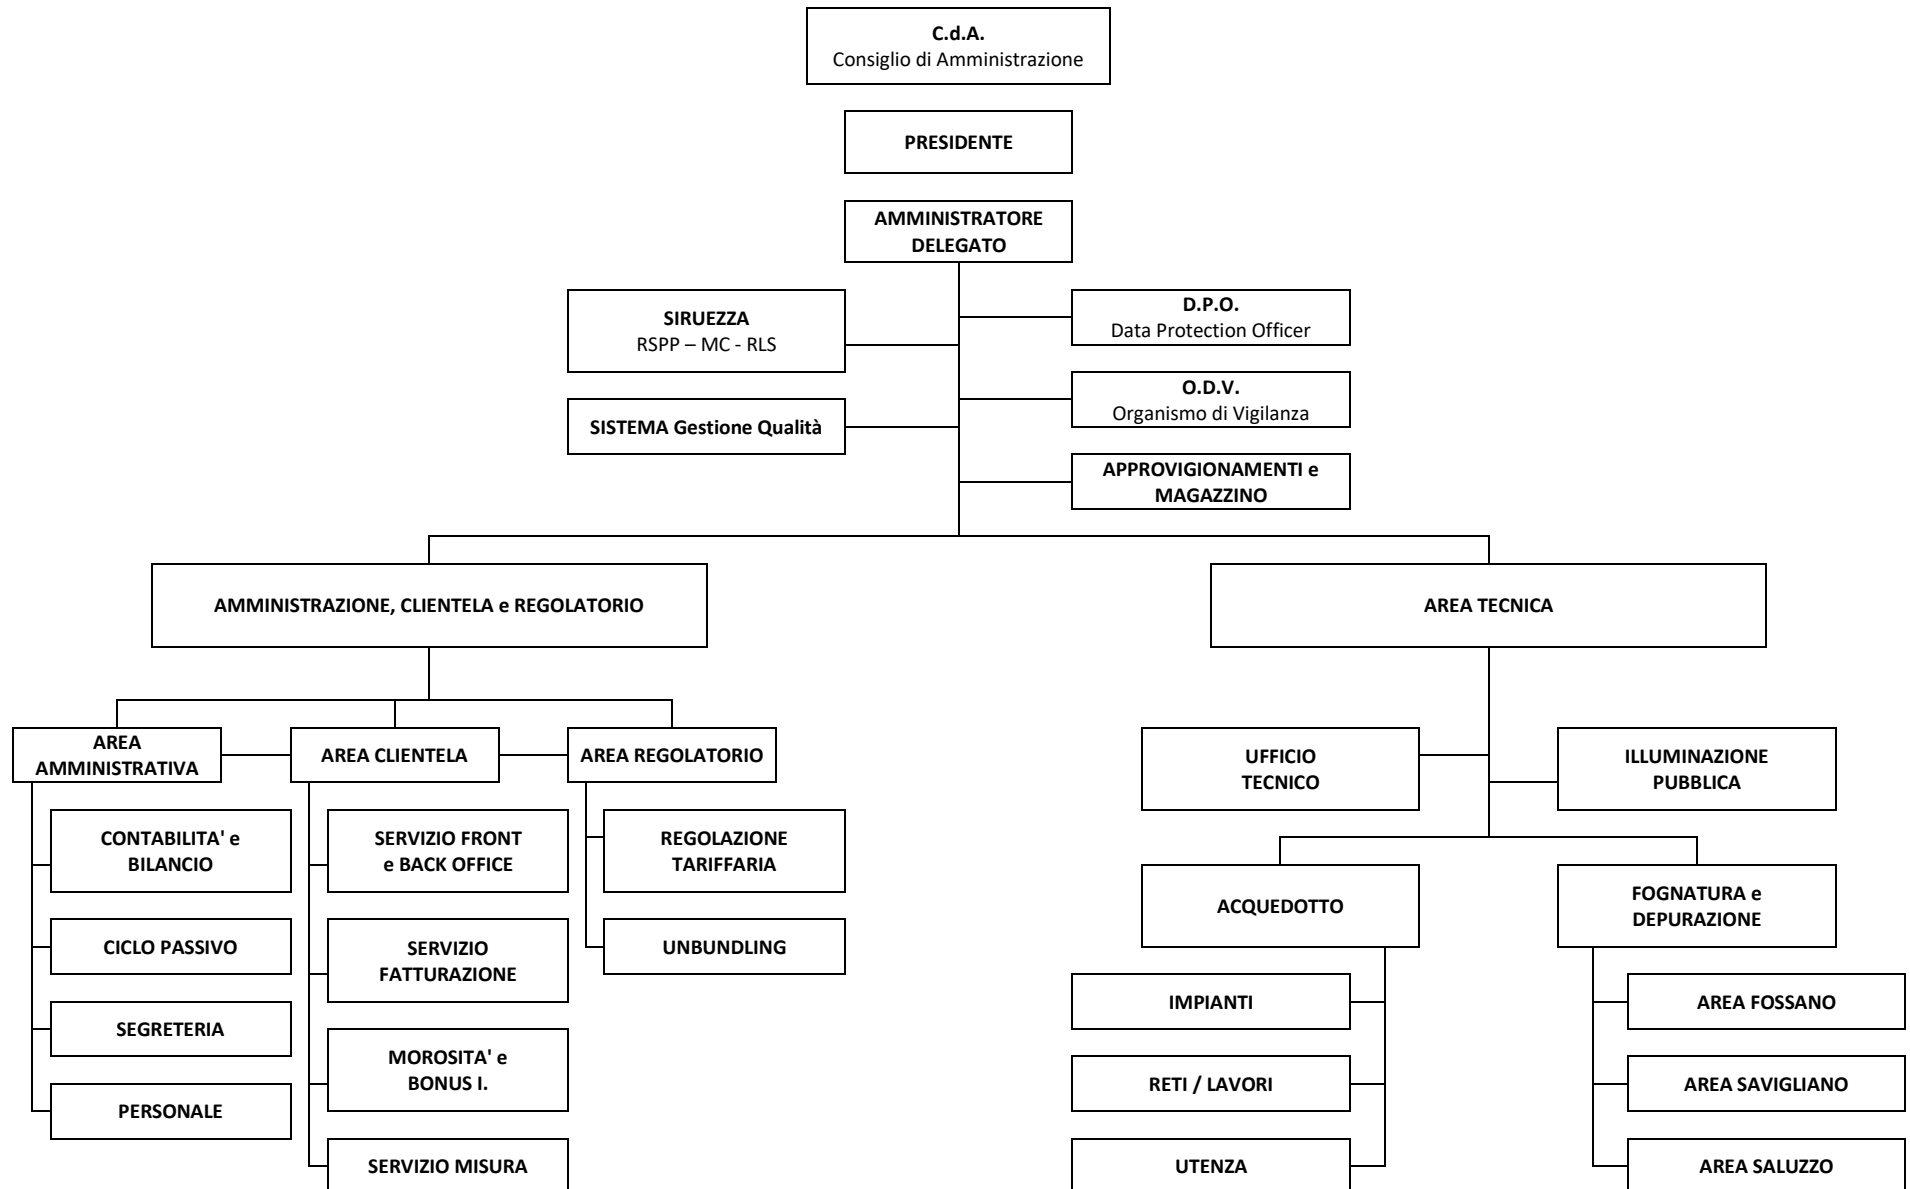 C.d.A.
Consiglio di Amministrazione
PRESIDENTE
AMMINISTRATORE
DELEGATO
SIRUEZZA
RSPP – MC - RLS
D.P.O.
Data Protection Officer
SISTEMA Gestione Qualità
O.D.V.
Organismo di Vigilanza
APPROVIGIONAMENTI e
MAGAZZINO
AMMINISTRAZIONE, CLIENTELA e REGOLATORIO
AREA TECNICA
AREA
AMMINISTRATIVA
AREA CLIENTELA
AREA REGOLATORIO
UFFICIO
TECNICO
ILLUMINAZIONE
PUBBLICA
CONTABILITA' e
BILANCIO
CICLO PASSIVO
SEGRETERIA
PERSONALE
SERVIZIO FRONT
e BACK OFFICE
SERVIZIO
FATTURAZIONE
MOROSITA' e
BONUS I.
SERVIZIO MISURA
REGOLAZIONE
TARIFFARIA
UNBUNDLING
ACQUEDOTTO
IMPIANTI
RETI / LAVORI
UTENZA
FOGNATURA e
DEPURAZIONE
AREA FOSSANO
AREA SAVIGLIANO
AREA SALUZZO